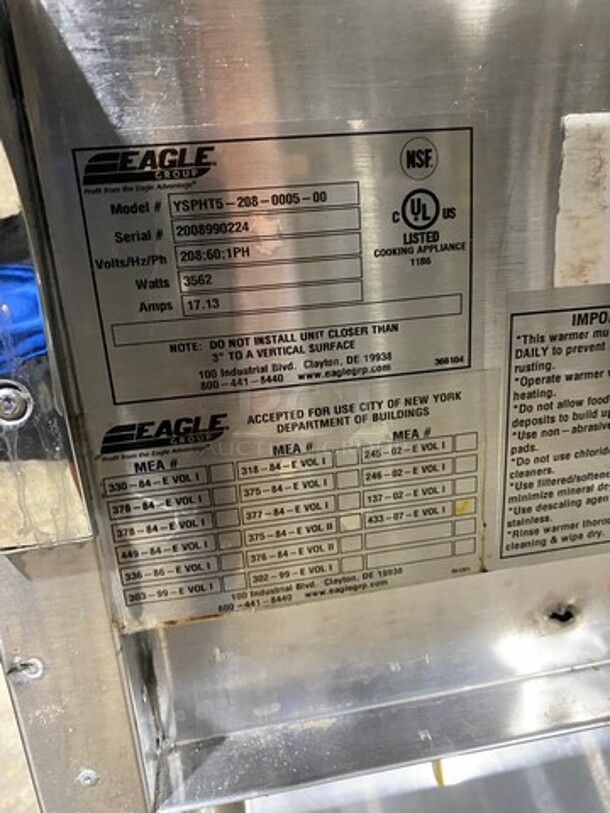 EAGLE
GROUP
Profit from the Eagle Advantage
NSF
Model # YSPHT5-208-0005-00
Serial # 2008990224
Volts/Hz/Ph 208:60:1PH
Watts 3562
Amps 17.13
C UL US
LISTED
COOKING APPLIANCE
11B6
NOTE: DO NOT INSTALL UNIT CLOSER THAN
3" TO A VERTICAL SURFACE
100 Industrial Blvd. Clayton, DE 19938
800-441-8440 www.eaglegrp.com
366104
EAGLE
GROUP
Profit from the Eagle Advantage
ACCEPTED FOR USE CITY OF NEW YORK
DEPARTMENT OF BUILDINGS
MEA # MEA # MEA #
330-84-E VOL I 318-84-E VOL I 245-02-E VOL I
376-84-E VOL I 375-84-E VOL I 246-02-E VOL I
378-84-E VOL I 377-84-E VOL I 137-02-E VOL I
449-84-E VOL I 375-84-E VOL II 433-07-E VOL I
336-86-E VOL I 376-84-E VOL II
303-99-E VOL I 302-99-E VOL I
100 Industrial Blvd. Clayton, DE 19938
800-441-8440 www.eaglegrp.com
IMPO
*This warmer mu
DAILY to prevent
rusting.
*Operate warmer
heating.
*Do not allow food
deposits to build up
*Use non-abrasive
pads.
*Do not use chlorid
cleaners.
*Use filtered/soften
minimize mineral de
*Use descaling agen
stainless.
*Rinse warmer thoro
cleaning & wipe dry.